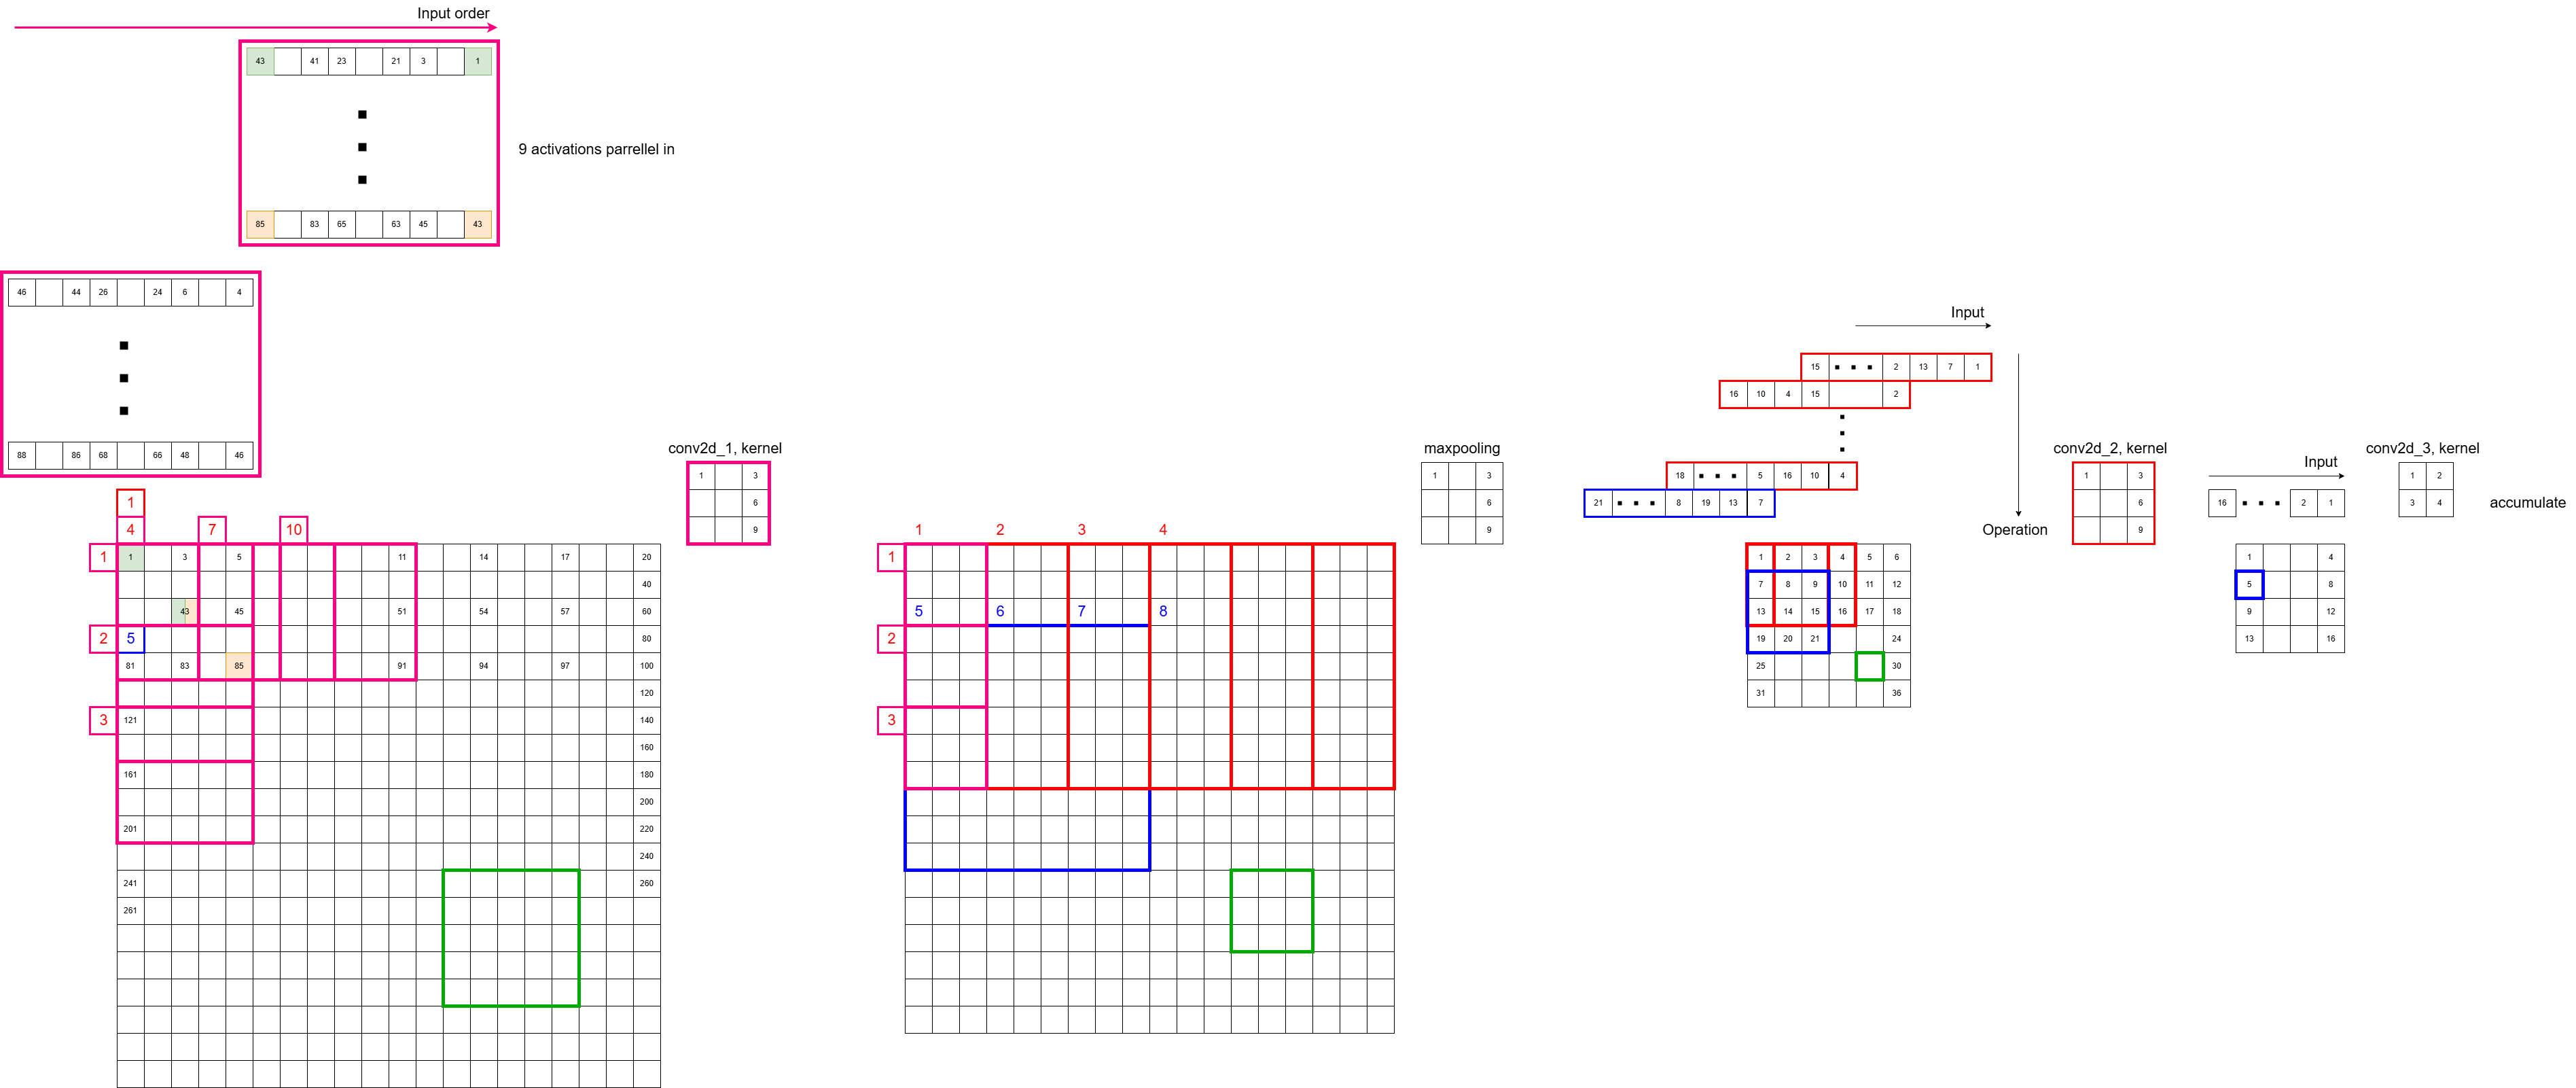 Input order
43 41 23 21 3 1
9 activations parrellel in
85 83 65 63 45 43
46 44 26 24 6 4
88 86 68 66 48 46
Input
15 2 13 7 1
16 10 4 15 2
18 5 16 10 4
21 8 19 13 7
Operation
conv2d_1, kernel
1 3
6
9
maxpooling
1 3
6
9
conv2d_2, kernel
1 3
6
9
Input
16 2 1
conv2d_3, kernel
1 2
3 4
accumulate
1
4 7 10
1 1 3 5 11 14 17 20
40
43 45 51 54 57 60
2 5 80
81 83 85 91 94 97 100
120
3 121 140
160
161 180
200
201 220
240
241 260
261
1 2 3 4
1
5 6 7 8
2
3
1 2 3 4 5 6
7 8 9 10 11 12
13 14 15 16 17 18
19 20 21 24
25 30
31 36
1 4
5 8
9 12
13 16